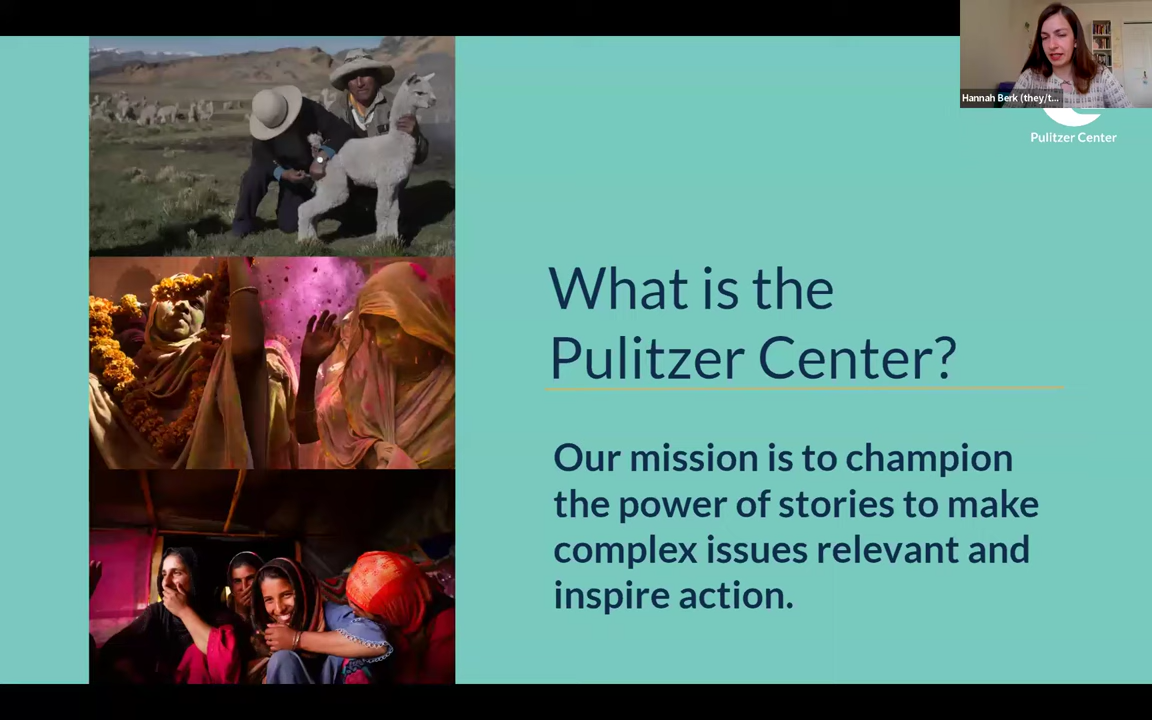 Hannah Berk (they/t...
Pulitzer Center
What is the
Pulitzer Center?
Our mission is to champion
the power of stories to make
complex issues relevant and
inspire action.